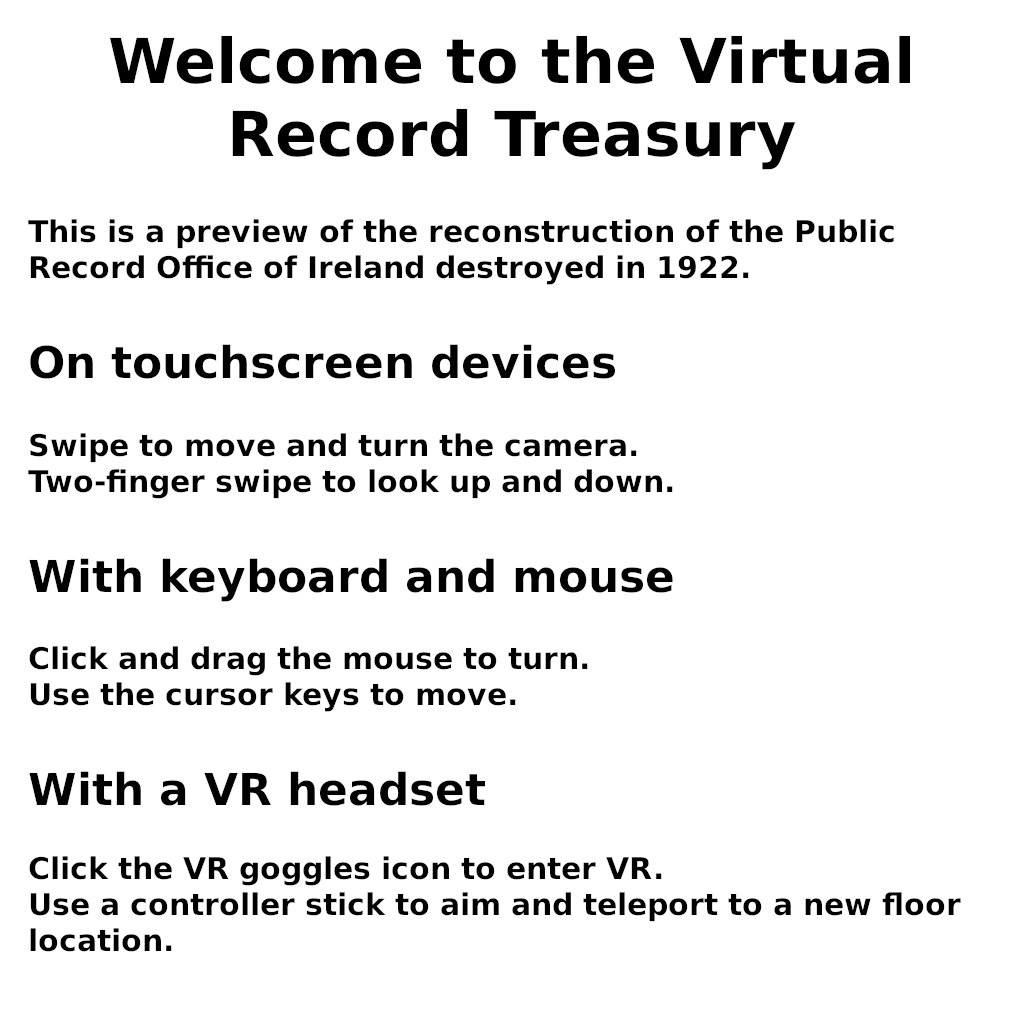 Welcome to the Virtual
Record Treasury
This is a preview of the reconstruction of the Public
Record Office of Ireland destroyed in 1922.
On touchscreen devices
Swipe to move and turn the camera.
Two-finger swipe to look up and down.
With keyboard and mouse
Click and drag the mouse to turn.
Use the cursor keys to move.
With a VR headset
Click the VR goggles icon to enter VR.
Use a controller stick to aim and teleport to a new floor
location.